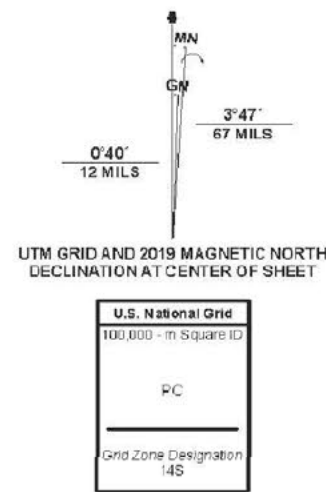 MN
GN
3°47´
67 MILS
0°40´
12 MILS
UTM GRID AND 2019 MAGNETIC NORTH
DECLINATION AT CENTER OF SHEET
U.S. National Grid
100,000 - m Square ID
PC
Grid Zone Designation
14S